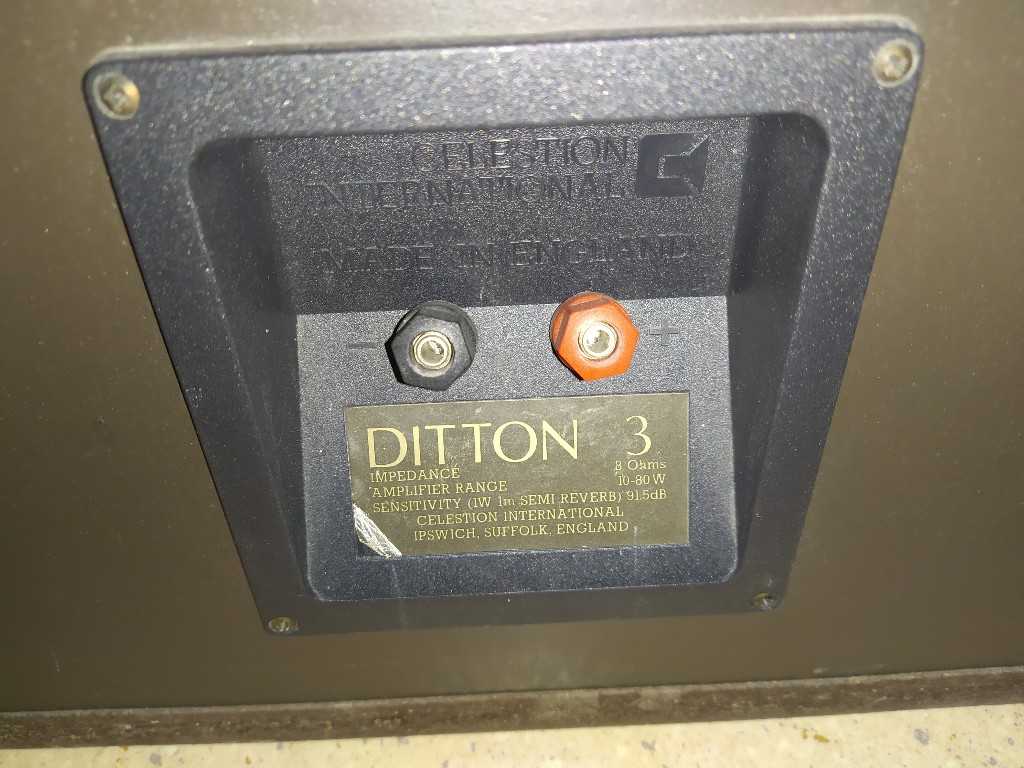 CELESTION
INTERNATIONAL
MADE IN ENGLAND
− +
DITTON 3
IMPEDANCE 8 Ohms
AMPLIFIER RANGE 10-80 W
SENSITIVITY (1W 1m SEMI REVERB) 91.5dB
CELESTION INTERNATIONAL
IPSWICH, SUFFOLK, ENGLAND